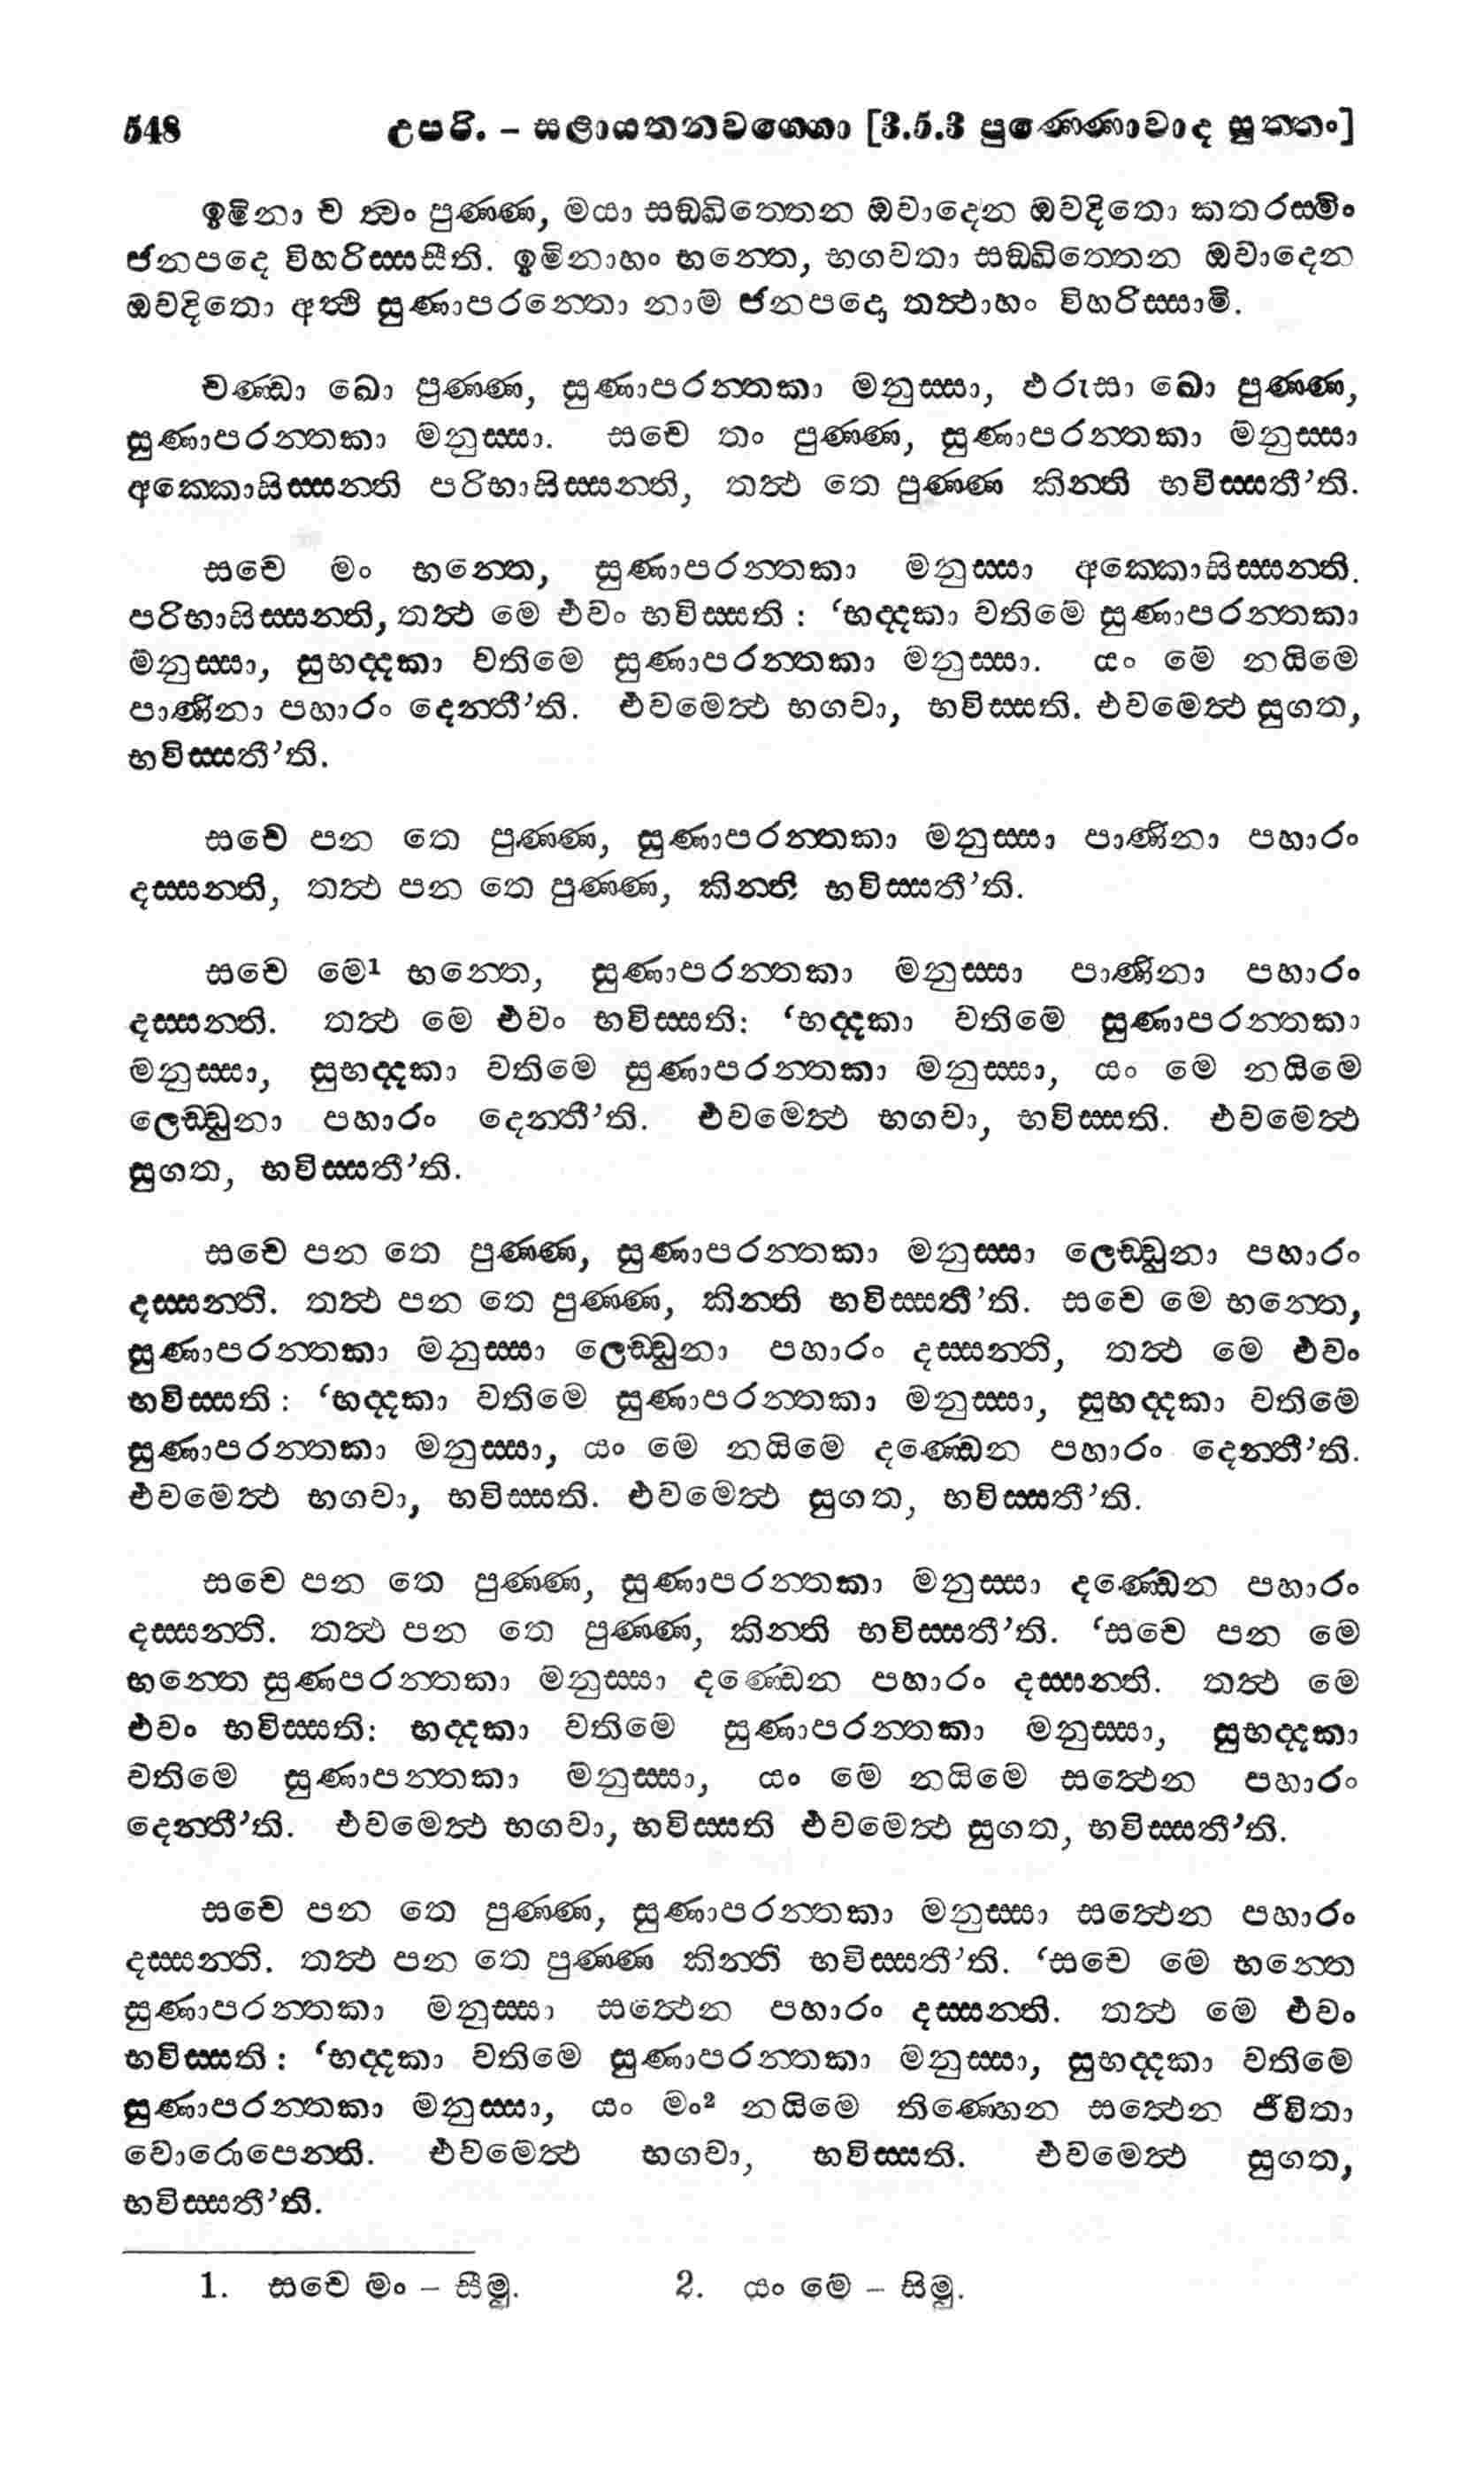 548 උපරි. – සළායතනවග්ගො [3.5.3 පුණ්ණොවාද සුත්තං]
ඉමිනා ච ත්වං පුණ්ණ, මයා සඞ්ඛිත්තෙන ඔවාදෙන ඔවදිතො කතරස්මිං
ජනපදෙ විහරිස්සසීති. ඉමිනාහං භන්තෙ, භගවතා සඞ්ඛිත්තෙන ඔවාදෙන
ඔවදිතො අත්ථි සුණාපරන්තො නාම ජනපදො, තත්ථාහං විහරිස්සාමි.
චණ්ඩා ඛො පුණ්ණ, සුණාපරන්තකා මනුස්සා, ඵරුසා ඛො පුණ්ණ,
සුණාපරන්තකා මනුස්සා. සචෙ තං පුණ්ණ, සුණාපරන්තකා මනුස්සා
අක්කොසිස්සන්ති පරිභාසිස්සන්ති, තත්ථ තෙ පුණ්ණ කින්ති භවිස්සතී’ති.
සචෙ මං භන්තෙ, සුණාපරන්තකා මනුස්සා අක්කොසිස්සන්ති.
පරිභාසිස්සන්ති, තත්ථ මෙ එවං භවිස්සති : ‘භද්දකා වතිමෙ සුණාපරන්තකා
මනුස්සා, සුභද්දකා වතිමෙ සුණාපරන්තකා මනුස්සා. යං මෙ නයිමෙ
පාණිනා පහාරං දෙන්තී’ති. එවමෙත්ථ භගවා, භවිස්සති. එවමෙත්ථ සුගත,
භවිස්සතී’ති.
සචෙ පන තෙ පුණ්ණ, සුණාපරන්තකා මනුස්සා පාණිනා පහාරං
දස්සන්ති, තත්ථ පන තෙ පුණ්ණ, කින්ති භවිස්සතී’ති.
සචෙ මෙ¹ භන්තෙ, සුණාපරන්තකා මනුස්සා පාණිනා පහාරං
දස්සන්ති. තත්ථ මෙ එවං භවිස්සති: ‘භද්දකා වතිමෙ සුණාපරන්තකා
මනුස්සා, සුභද්දකා වතිමෙ සුණාපරන්තකා මනුස්සා, යං මෙ නයිමෙ
ලෙඩ්ඩුනා පහාරං දෙන්තී’ති. එවමෙත්ථ භගවා, භවිස්සති. එවමෙත්ථ
සුගත, භවිස්සතී’ති.
සචෙ පන තෙ පුණ්ණ, සුණාපරන්තකා මනුස්සා ලෙඩ්ඩුනා පහාරං
දස්සන්ති. තත්ථ පන තෙ පුණ්ණ, කින්ති භවිස්සතී’ති. සචෙ මෙ භන්තෙ,
සුණාපරන්තකා මනුස්සා ලෙඩ්ඩුනා පහාරං දස්සන්ති, තත්ථ මෙ එවං
භවිස්සති : ‘භද්දකා වතිමෙ සුණාපරන්තකා මනුස්සා, සුභද්දකා වතිමෙ
සුණාපරන්තකා මනුස්සා, යං මෙ නයිමෙ දණ්ඩෙන පහාරං දෙන්තී’ති.
එවමෙත්ථ භගවා, භවිස්සති. එවමෙත්ථ සුගත, භවිස්සතී’ති.
සචෙ පන තෙ පුණ්ණ, සුණාපරන්තකා මනුස්සා දණ්ඩෙන පහාරං
දස්සන්ති. තත්ථ පන තෙ පුණ්ණ, කින්ති භවිස්සතී’ති. ‘සචෙ පන මෙ
භන්තෙ සුණපරන්තකා මනුස්සා දණ්ඩෙන පහාරං දස්සන්ති. තත්ථ මෙ
එවං භවිස්සති: භද්දකා වතිමෙ සුණාපරන්තකා මනුස්සා, සුභද්දකා
වතිමෙ සුණාපන්තකා මනුස්සා, යං මෙ නයිමෙ සත්ථෙන පහාරං
දෙන්තී’ති. එවමෙත්ථ භගවා, භවිස්සති එවමෙත්ථ සුගත, භවිස්සතී’ති.
සචෙ පන තෙ පුණ්ණ, සුණාපරන්තකා මනුස්සා සත්ථෙන පහාරං
දස්සන්ති. තත්ථ පන තෙ පුණ්ණ කින්ති භවිස්සතී’ති. ‘සචෙ මෙ භන්තෙ
සුණාපරන්තකා මනුස්සා සත්ථෙන පහාරං දස්සන්ති. තත්ථ මෙ එවං
භවිස්සති : ‘භද්දකා වතිමෙ සුණාපරන්තකා මනුස්සා, සුභද්දකා වතිමෙ
සුණාපරන්තකා මනුස්සා, යං මං² නයිමෙ තිණ්හෙන සත්ථෙන ජීවිතා
වොරොපෙන්ති. එවමෙත්ථ භගවා, භවිස්සති. එවමෙත්ථ සුගත,
භවිස්සතී’ති.
1. සචෙ මං – සීමු. 2. යං මෙ – සිමු.